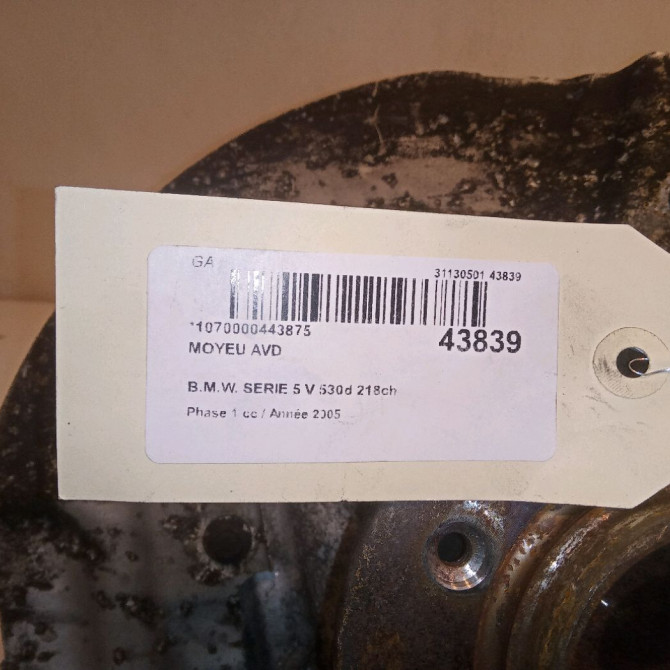 GA
31130501 43839
*1070000443875
43839
MOYEU AVD
B.M.W. SERIE 5 V 530d 218ch
Phase 1 cc / Année 2005